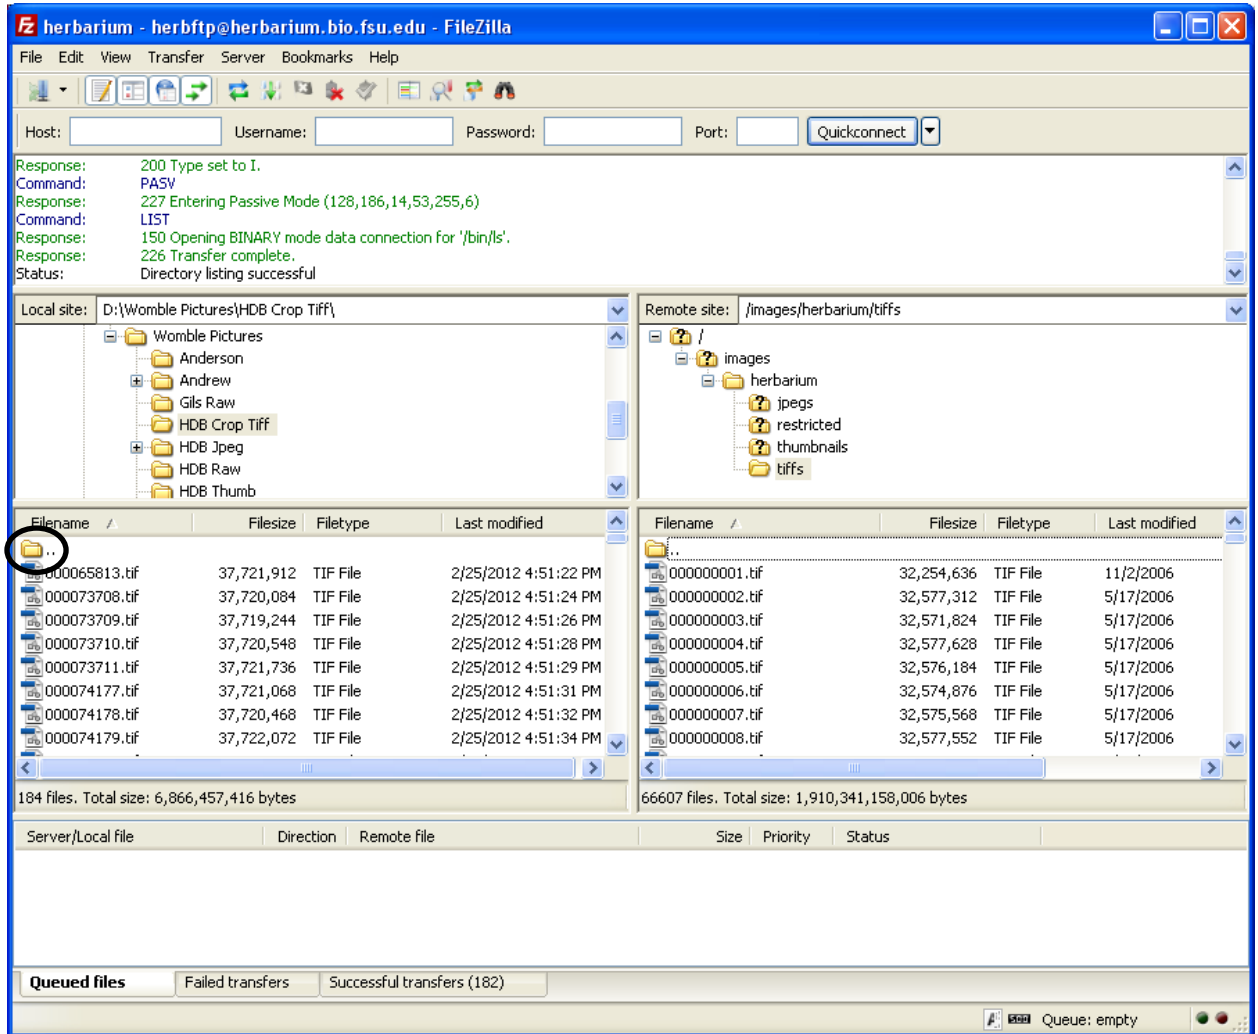 herbarium - herbftp@herbarium.bio.fsu.edu - FileZilla
File Edit View Transfer Server Bookmarks Help
Host: Username: Password: Port: Quickconnect
Response: 200 Type set to I.
Command: PASV
Response: 227 Entering Passive Mode (128,186,14,53,255,6)
Command: LIST
Response: 150 Opening BINARY mode data connection for '/bin/ls'.
Response: 226 Transfer complete.
Status: Directory listing successful
Local site: D:\Womble Pictures\HDB Crop Tiff\
Womble Pictures
Anderson
Andrew
Gils Raw
HDB Crop Tiff
HDB Jpeg
HDB Raw
HDB Thumb
Remote site: /images/herbarium/tiffs
/
images
herbarium
jpegs
restricted
thumbnails
tiffs
Filename Filesize Filetype Last modified
..
000065813.tif 37,721,912 TIF File 2/25/2012 4:51:22 PM
000073708.tif 37,720,084 TIF File 2/25/2012 4:51:24 PM
000073709.tif 37,719,244 TIF File 2/25/2012 4:51:26 PM
000073710.tif 37,720,548 TIF File 2/25/2012 4:51:28 PM
000073711.tif 37,721,736 TIF File 2/25/2012 4:51:29 PM
000074177.tif 37,721,068 TIF File 2/25/2012 4:51:31 PM
000074178.tif 37,720,468 TIF File 2/25/2012 4:51:32 PM
000074179.tif 37,722,072 TIF File 2/25/2012 4:51:34 PM
184 files. Total size: 6,866,457,416 bytes
Filename Filesize Filetype Last modified
..
000000001.tif 32,254,636 TIF File 11/2/2006
000000002.tif 32,577,312 TIF File 5/17/2006
000000003.tif 32,571,824 TIF File 5/17/2006
000000004.tif 32,577,628 TIF File 5/17/2006
000000005.tif 32,576,184 TIF File 5/17/2006
000000006.tif 32,574,876 TIF File 5/17/2006
000000007.tif 32,575,568 TIF File 5/17/2006
000000008.tif 32,577,552 TIF File 5/17/2006
66607 files. Total size: 1,910,341,158,006 bytes
Server/Local file Direction Remote file Size Priority Status
Queued files Failed transfers Successful transfers (182)
Queue: empty